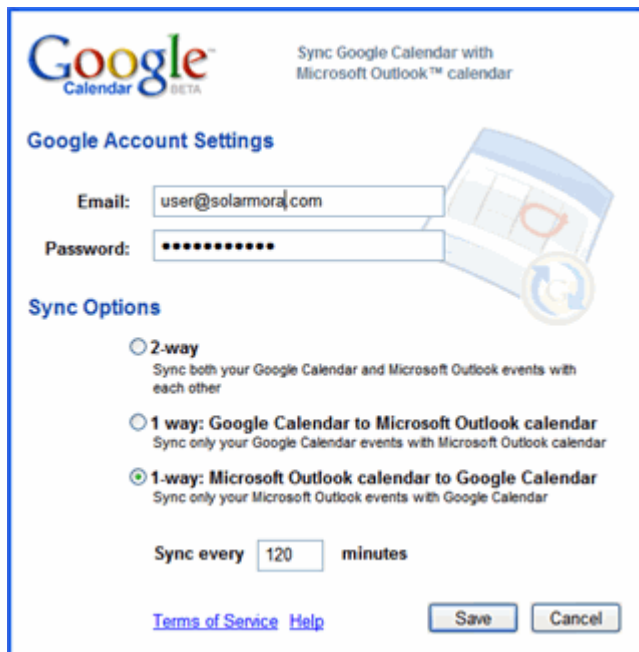 Google™
Calendar BETA
Sync Google Calendar with
Microsoft Outlook™ calendar
Google Account Settings
Email: user@solarmora.com
Password: •••••••••••
Sync Options
2-way
Sync both your Google Calendar and Microsoft Outlook events with
each other
1 way: Google Calendar to Microsoft Outlook calendar
Sync only your Google Calendar events with Microsoft Outlook calendar
1-way: Microsoft Outlook calendar to Google Calendar
Sync only your Microsoft Outlook events with Google Calendar
Sync every 120 minutes
Terms of Service Help Save Cancel